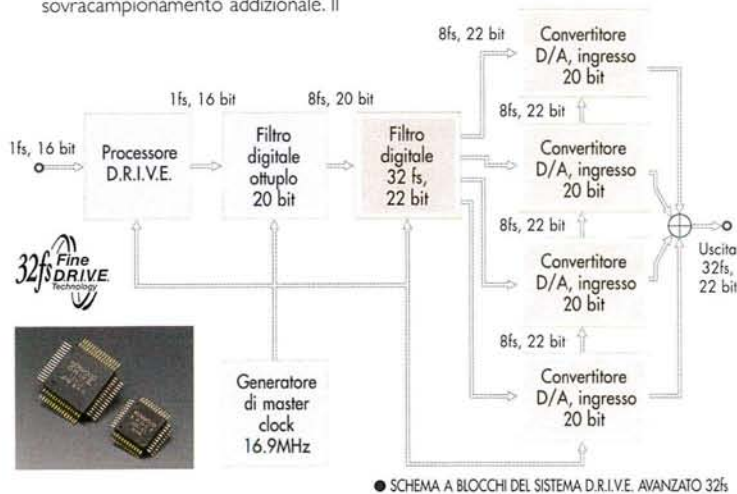 sovracampionamento addizionale. Il
1fs, 16 bit
Processore
D.R.I.V.E.
1fs, 16 bit
Filtro
digitale
ottuplo
20 bit
8fs, 20 bit
Filtro
digitale
32 fs,
22 bit
8fs, 22 bit
Convertitore
D/A, ingresso
20 bit
8fs, 22 bit
Convertitore
D/A, ingresso
20 bit
8fs, 22 bit
Convertitore
D/A, ingresso
20 bit
8fs, 22 bit
Convertitore
D/A, ingresso
20 bit
Uscita
32fs,
22 bit
32fs Fine
D.R.I.V.E.
Technology
Generatore
di master
clock
16.9MHz
● SCHEMA A BLOCCHI DEL SISTEMA D.R.I.V.E. AVANZATO 32fs